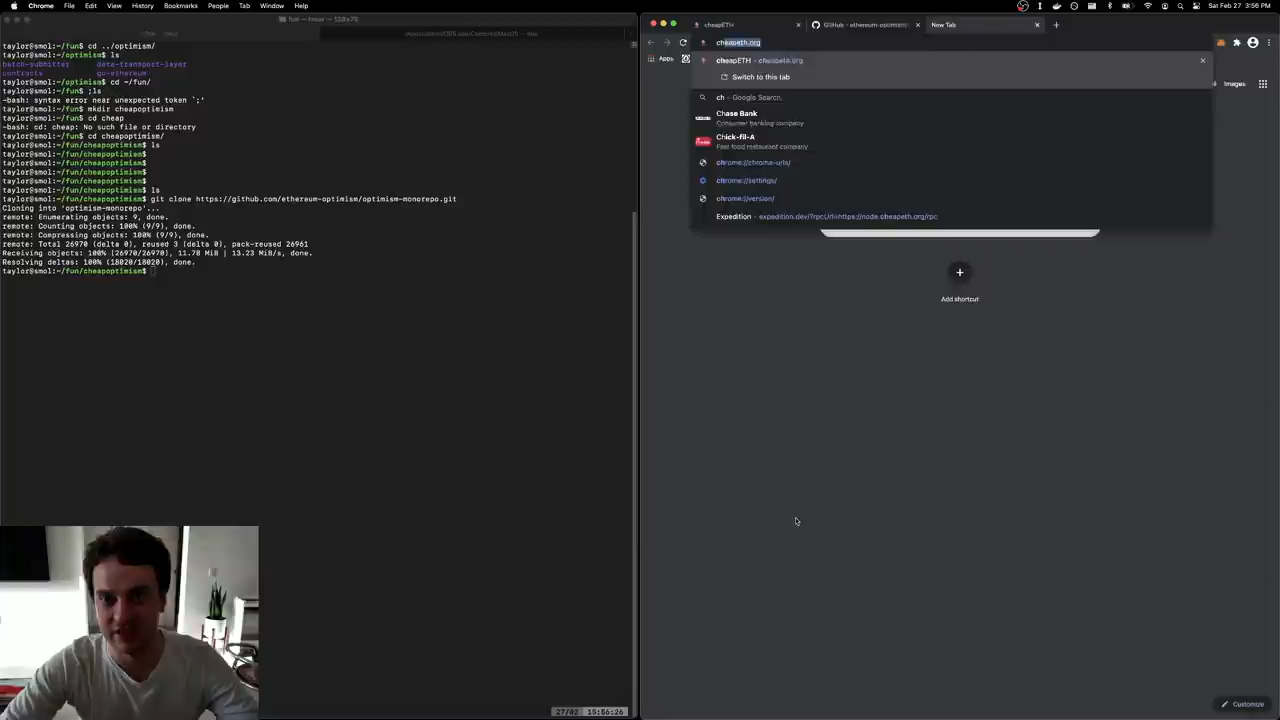 Chrome File Edit View History Bookmarks People Tab Window Help
Sat Feb 27 3:56 PM
taylor@smol:~/fun$ cd ../optimism/
taylor@smol:~/optimism$ ls
batch-submitter data-transport-layer
contracts go-ethereum
taylor@smol:~/optimism$ cd ~/fun/
taylor@smol:~/fun$ ;ls
-bash: syntax error near unexpected token `;'
taylor@smol:~/fun$ mkdir cheapoptimism
taylor@smol:~/fun$ cd cheap
-bash: cd: cheap: No such file or directory
taylor@smol:~/fun$ cd cheapoptimism/
taylor@smol:~/fun/cheapoptimism$ ls
taylor@smol:~/fun/cheapoptimism$
taylor@smol:~/fun/cheapoptimism$
taylor@smol:~/fun/cheapoptimism$
taylor@smol:~/fun/cheapoptimism$
taylor@smol:~/fun/cheapoptimism$ ls
taylor@smol:~/fun/cheapoptimism$ git clone https://github.com/ethereum-optimism/optimism-monorepo.git
Cloning into 'optimism-monorepo'...
remote: Enumerating objects: 9, done.
remote: Counting objects: 100% (9/9), done.
remote: Compressing objects: 100% (9/9), done.
remote: Total 26970 (delta 0), reused 3 (delta 0), pack-reused 26961
Receiving objects: 100% (26970/26970), 11.78 MiB | 13.23 MiB/s, done.
Resolving deltas: 100% (18020/18020), done.
taylor@smol:~/fun/cheapoptimism$
27/02 15:56:26
cheapETH
GitHub - ethereum-optimism/
New Tab
cheapeth.org
Apps
cheapETH - cheapeth.org
Switch to this tab
ch - Google Search
Chase Bank
Consumer banking company
Chick-fil-A
Fast food restaurant company
chrome://chrome-urls/
chrome://settings/
chrome://version/
Expedition - expedition.dev/?rpcUrl=https://node.cheapeth.org/rpc
Images
Add shortcut
Customize